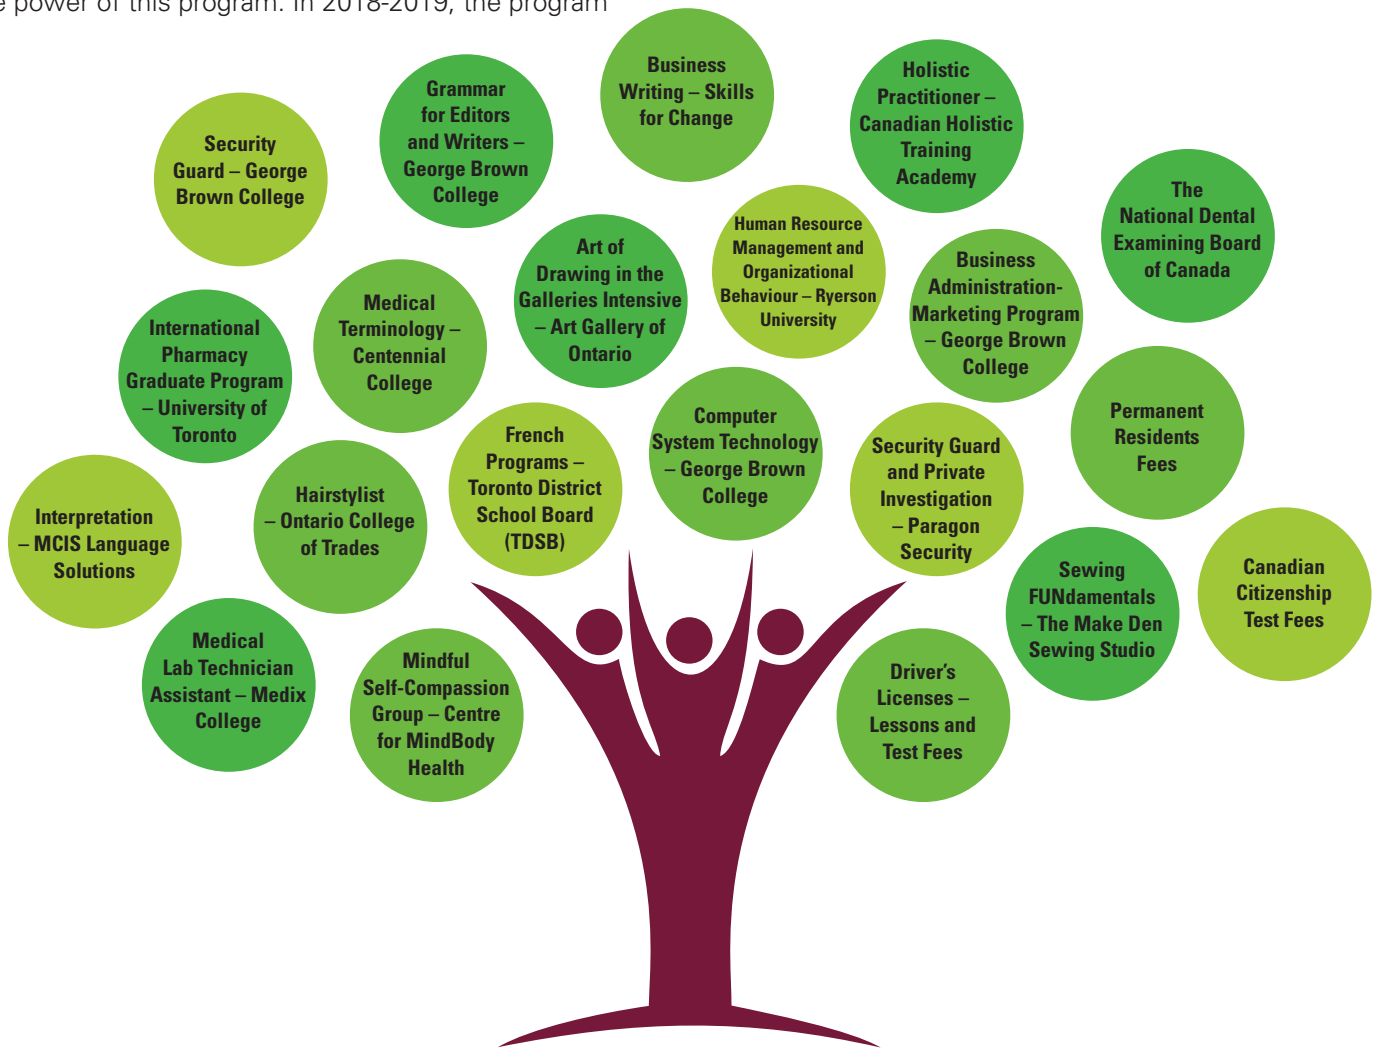 e power of this program. In 2018-2019, the program
Business
Writing – Skills
for Change
Holistic
Practitioner –
Canadian Holistic
Training
Academy
Grammar
for Editors
and Writers –
George Brown
College
Security
Guard – George
Brown College
The
National Dental
Examining Board
of Canada
Human Resource
Management and
Organizational
Behaviour – Ryerson
University
Art of
Drawing in the
Galleries Intensive
– Art Gallery of
Ontario
Business
Administration-
Marketing Program
– George Brown
College
Medical
Terminology –
Centennial
College
International
Pharmacy
Graduate Program
– University of
Toronto
Computer
System Technology
– George Brown
College
Permanent
Residents
Fees
French
Programs –
Toronto District
School Board
(TDSB)
Security Guard
and Private
Investigation
– Paragon
Security
Hairstylist
– Ontario College
of Trades
Interpretation
– MCIS Language
Solutions
Canadian
Citizenship
Test Fees
Sewing
FUNdamentals
– The Make Den
Sewing Studio
Medical
Lab Technician
Assistant – Medix
College
Mindful
Self-Compassion
Group – Centre
for MindBody
Health
Driver’s
Licenses –
Lessons and
Test Fees